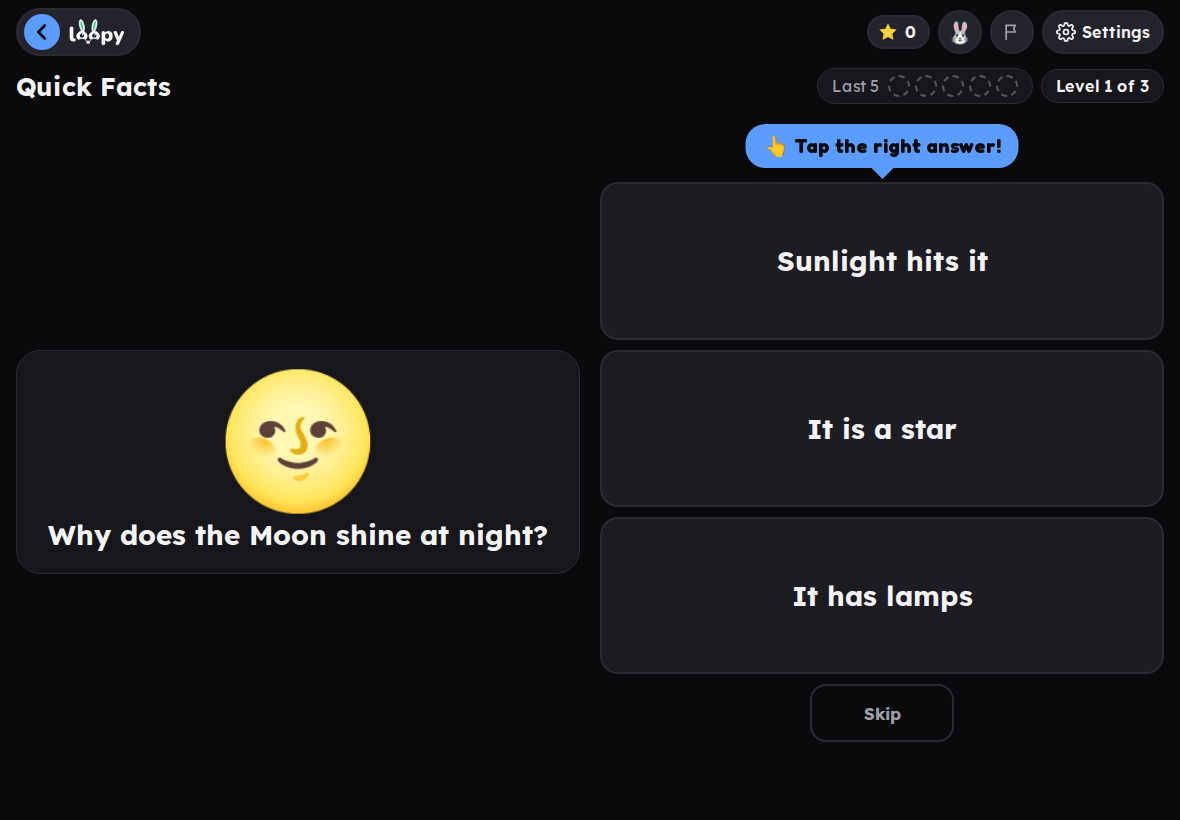 loopy
0
Settings
Quick Facts
Last 5
Level 1 of 3
👆 Tap the right answer!
Why does the Moon shine at night?
Sunlight hits it
It is a star
It has lamps
Skip